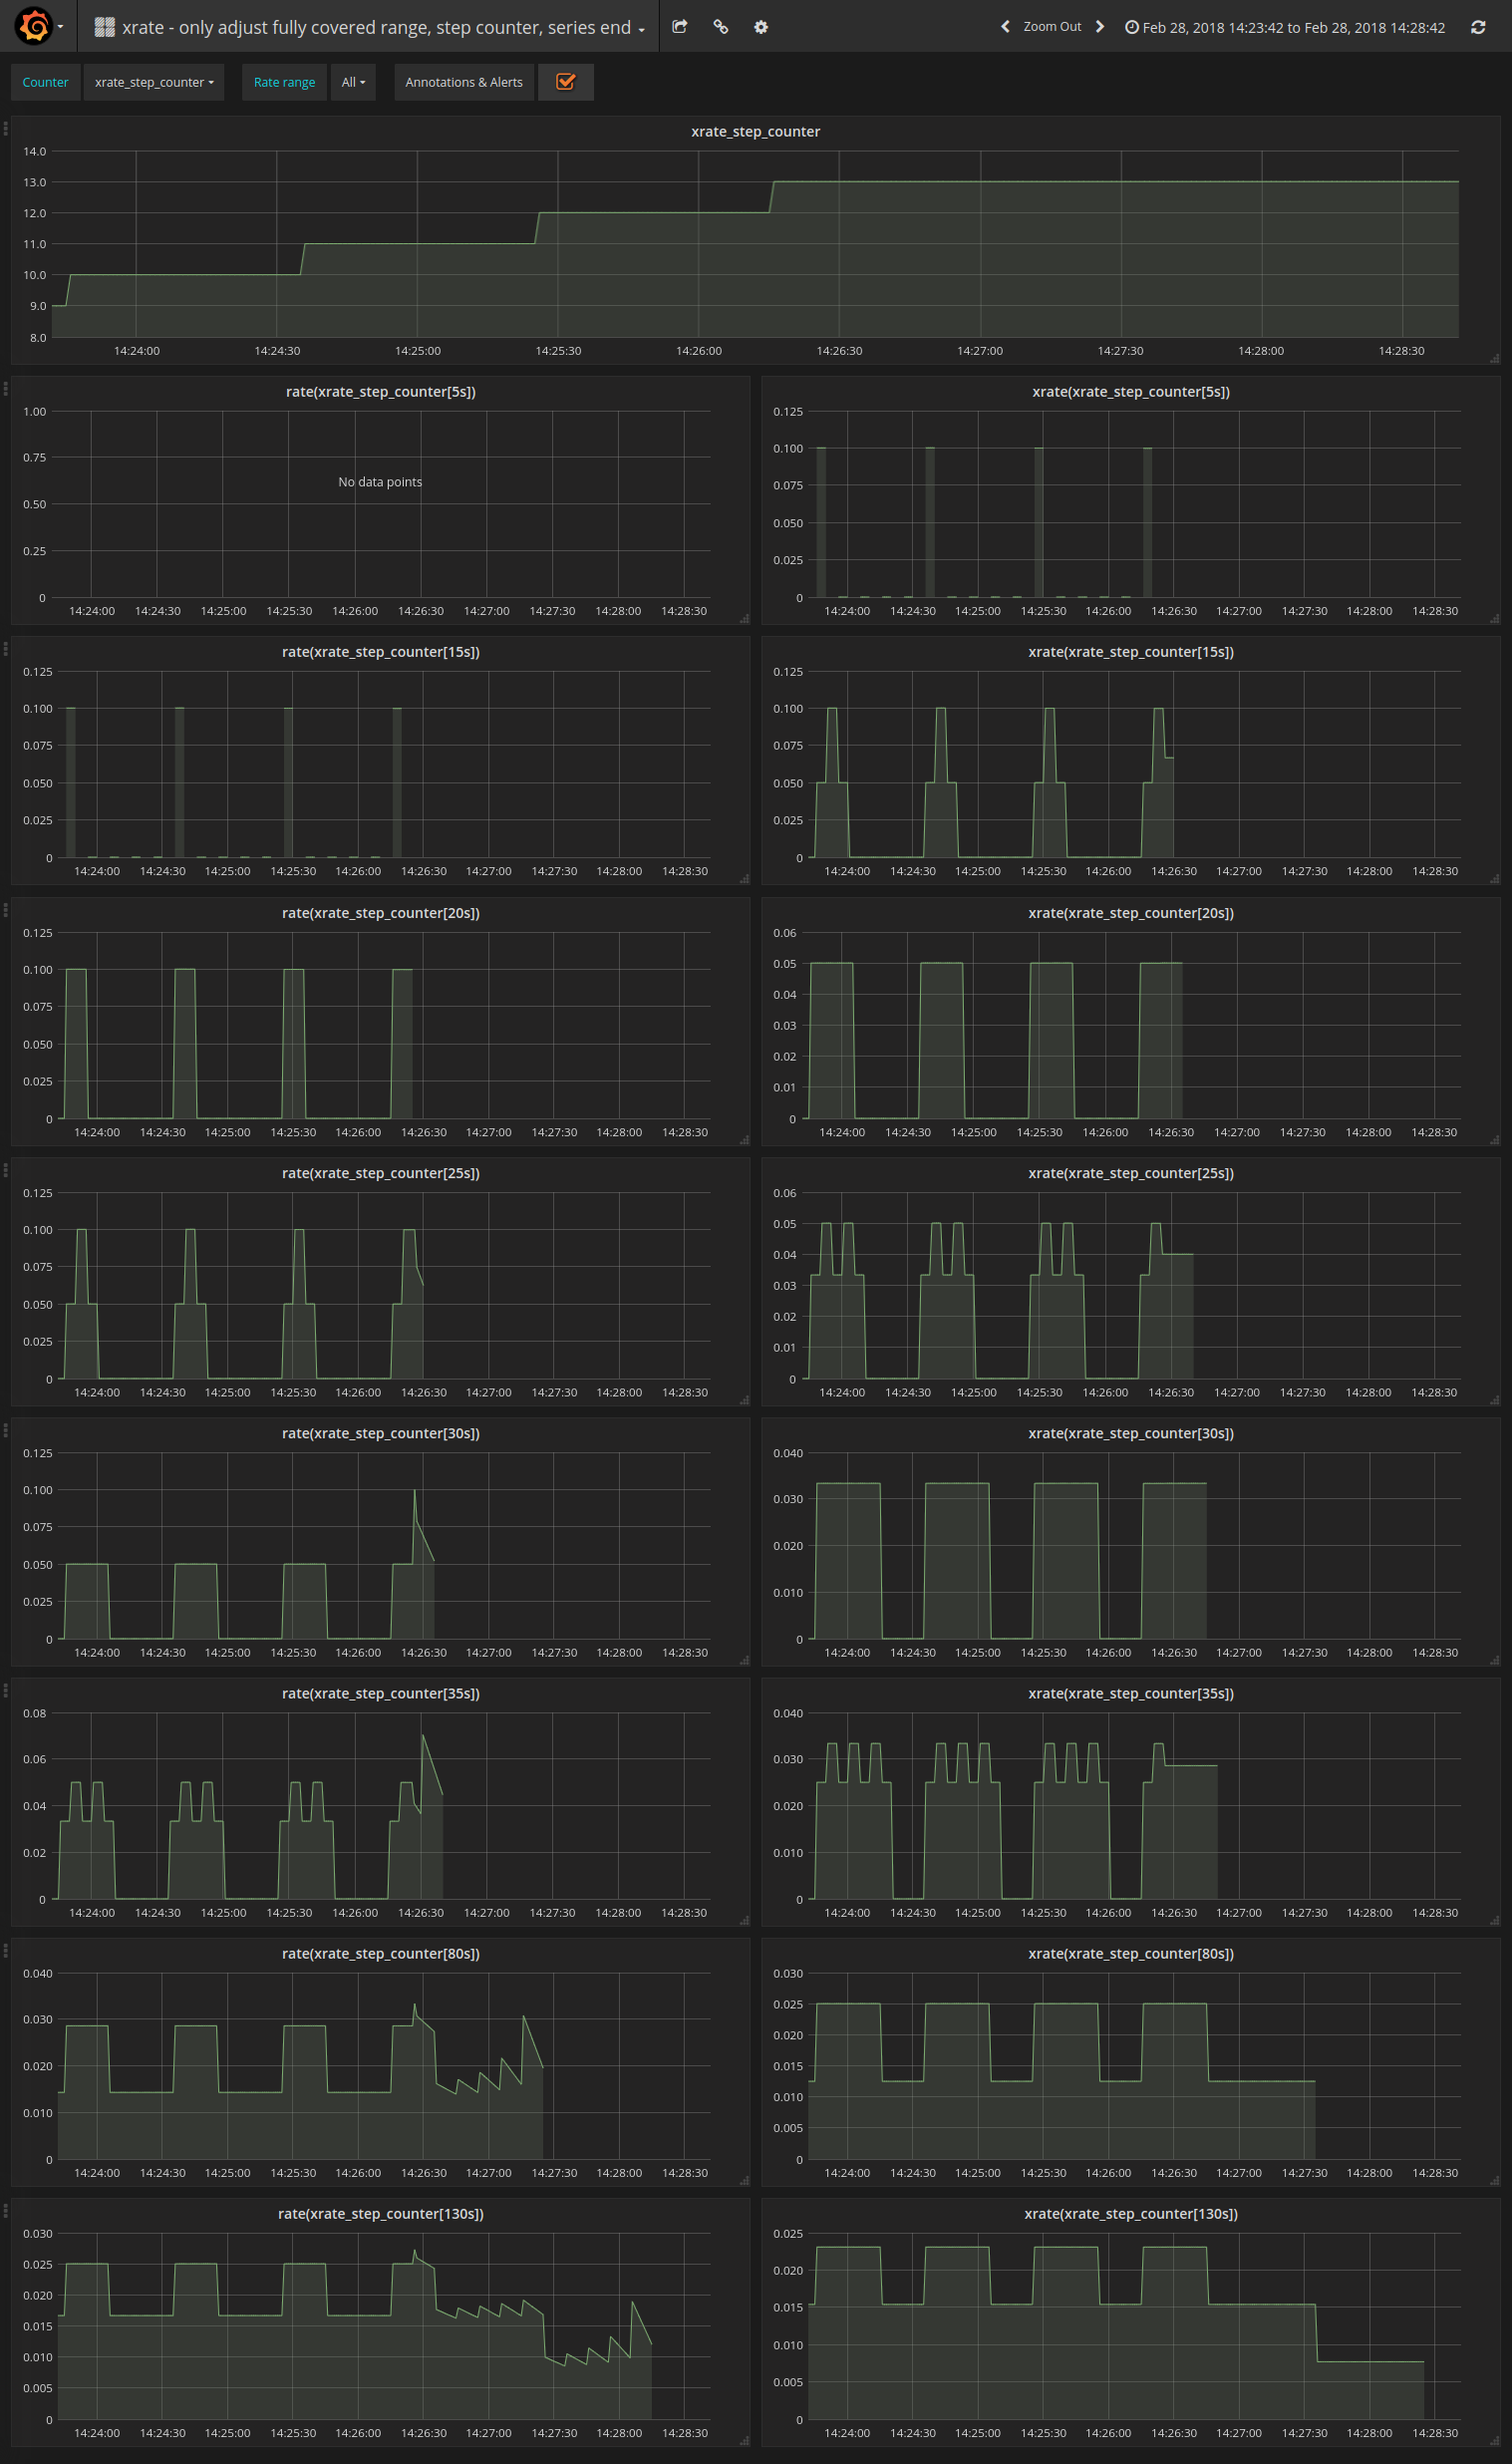 xrate - only adjust fully covered range, step counter, series end
Zoom Out
Feb 28, 2018 14:23:42 to Feb 28, 2018 14:28:42
Counter xrate_step_counter Rate range All Annotations & Alerts
xrate_step_counter
14.0
13.0
12.0
11.0
10.0
9.0
8.0
14:24:00 14:24:30 14:25:00 14:25:30 14:26:00 14:26:30 14:27:00 14:27:30 14:28:00 14:28:30
rate(xrate_step_counter[5s])
1.00
0.75
No data points
0.50
0.25
0
14:24:00 14:24:30 14:25:00 14:25:30 14:26:00 14:26:30 14:27:00 14:27:30 14:28:00 14:28:30
xrate(xrate_step_counter[5s])
0.125
0.100
0.075
0.050
0.025
0
14:24:00 14:24:30 14:25:00 14:25:30 14:26:00 14:26:30 14:27:00 14:27:30 14:28:00 14:28:30
rate(xrate_step_counter[15s])
0.125
0.100
0.075
0.050
0.025
0
14:24:00 14:24:30 14:25:00 14:25:30 14:26:00 14:26:30 14:27:00 14:27:30 14:28:00 14:28:30
xrate(xrate_step_counter[15s])
0.125
0.100
0.075
0.050
0.025
0
14:24:00 14:24:30 14:25:00 14:25:30 14:26:00 14:26:30 14:27:00 14:27:30 14:28:00 14:28:30
rate(xrate_step_counter[20s])
0.125
0.100
0.075
0.050
0.025
0
14:24:00 14:24:30 14:25:00 14:25:30 14:26:00 14:26:30 14:27:00 14:27:30 14:28:00 14:28:30
xrate(xrate_step_counter[20s])
0.06
0.05
0.04
0.03
0.02
0.01
0
14:24:00 14:24:30 14:25:00 14:25:30 14:26:00 14:26:30 14:27:00 14:27:30 14:28:00 14:28:30
rate(xrate_step_counter[25s])
0.125
0.100
0.075
0.050
0.025
0
14:24:00 14:24:30 14:25:00 14:25:30 14:26:00 14:26:30 14:27:00 14:27:30 14:28:00 14:28:30
xrate(xrate_step_counter[25s])
0.06
0.05
0.04
0.03
0.02
0.01
0
14:24:00 14:24:30 14:25:00 14:25:30 14:26:00 14:26:30 14:27:00 14:27:30 14:28:00 14:28:30
rate(xrate_step_counter[30s])
0.125
0.100
0.075
0.050
0.025
0
14:24:00 14:24:30 14:25:00 14:25:30 14:26:00 14:26:30 14:27:00 14:27:30 14:28:00 14:28:30
xrate(xrate_step_counter[30s])
0.040
0.030
0.020
0.010
0
14:24:00 14:24:30 14:25:00 14:25:30 14:26:00 14:26:30 14:27:00 14:27:30 14:28:00 14:28:30
rate(xrate_step_counter[35s])
0.08
0.06
0.04
0.02
0
14:24:00 14:24:30 14:25:00 14:25:30 14:26:00 14:26:30 14:27:00 14:27:30 14:28:00 14:28:30
xrate(xrate_step_counter[35s])
0.040
0.030
0.020
0.010
0
14:24:00 14:24:30 14:25:00 14:25:30 14:26:00 14:26:30 14:27:00 14:27:30 14:28:00 14:28:30
rate(xrate_step_counter[80s])
0.040
0.030
0.020
0.010
0
14:24:00 14:24:30 14:25:00 14:25:30 14:26:00 14:26:30 14:27:00 14:27:30 14:28:00 14:28:30
xrate(xrate_step_counter[80s])
0.030
0.025
0.020
0.015
0.010
0.005
0
14:24:00 14:24:30 14:25:00 14:25:30 14:26:00 14:26:30 14:27:00 14:27:30 14:28:00 14:28:30
rate(xrate_step_counter[130s])
0.030
0.025
0.020
0.015
0.010
0.005
0
14:24:00 14:24:30 14:25:00 14:25:30 14:26:00 14:26:30 14:27:00 14:27:30 14:28:00 14:28:30
xrate(xrate_step_counter[130s])
0.025
0.020
0.015
0.010
0.005
0
14:24:00 14:24:30 14:25:00 14:25:30 14:26:00 14:26:30 14:27:00 14:27:30 14:28:00 14:28:30